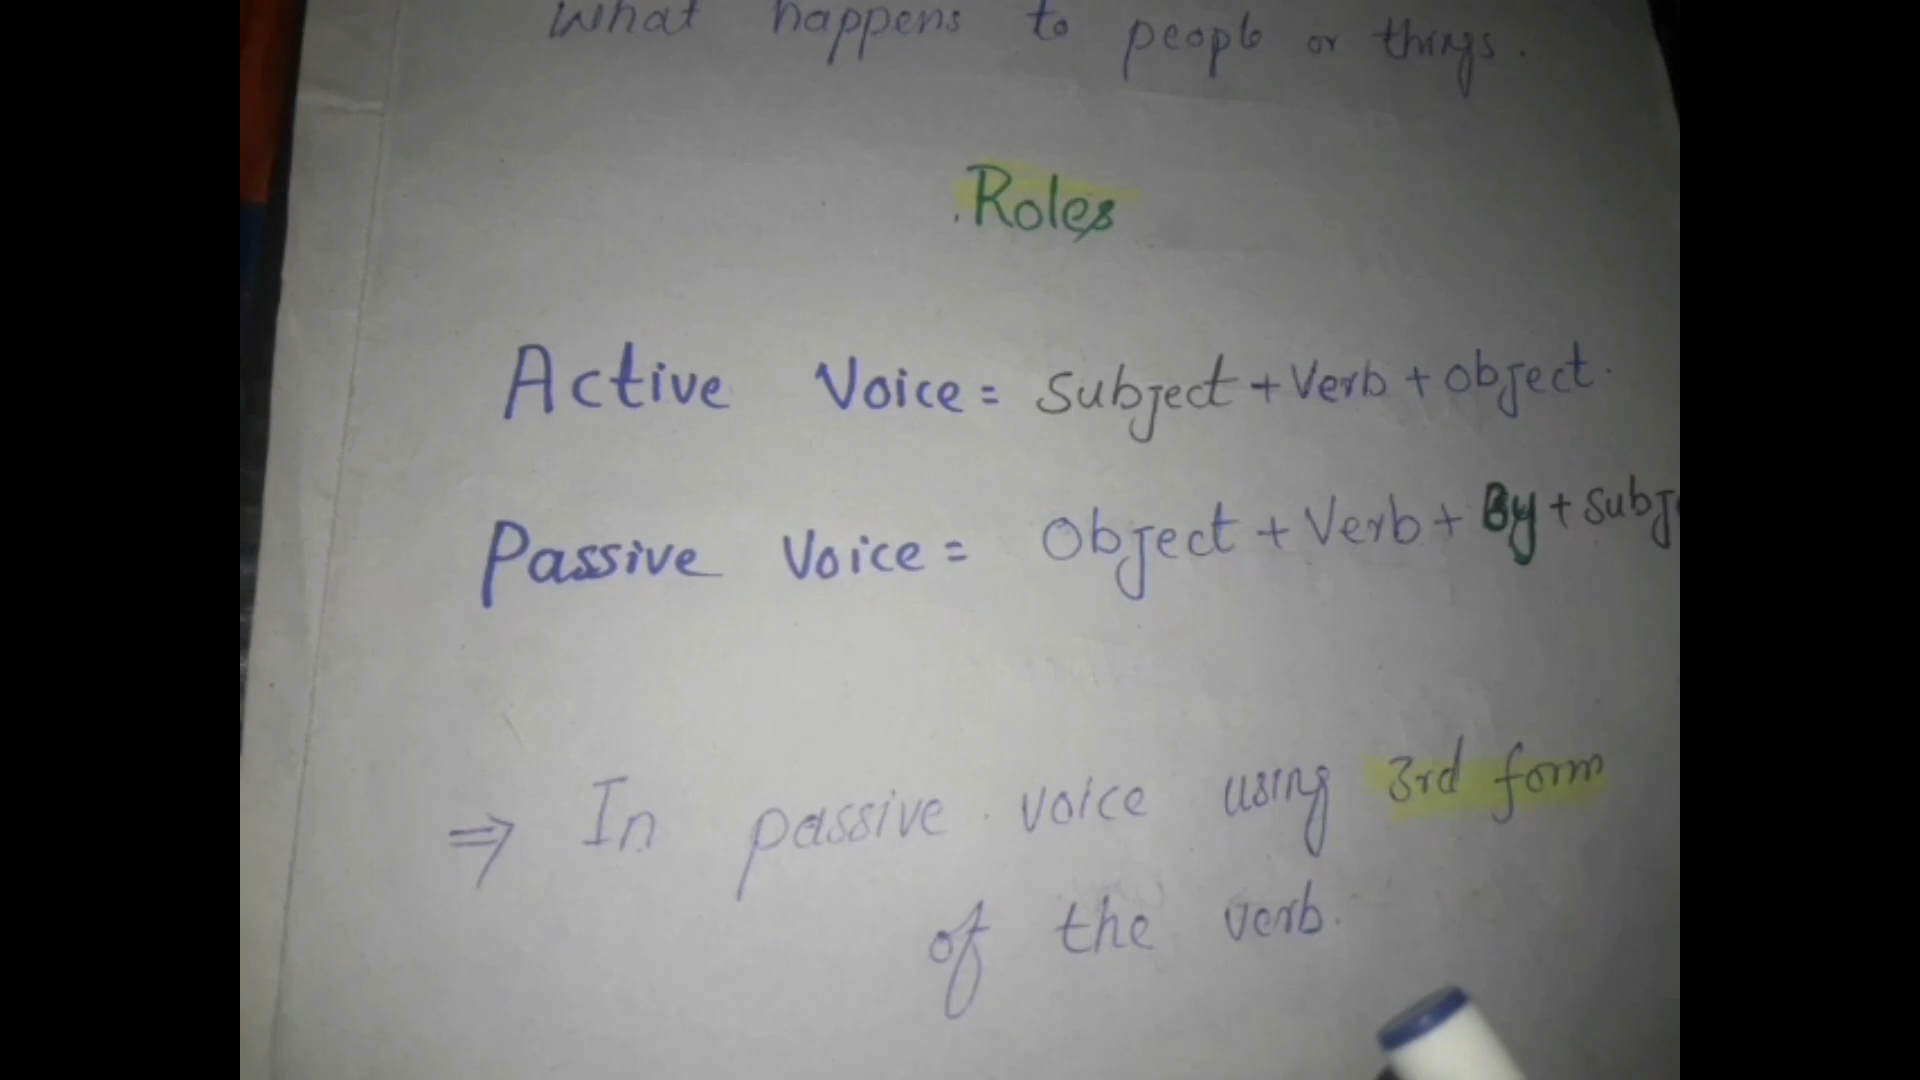 What happens to people or things.
Roles
Active Voice = Subject + Verb + object.
Passive Voice = Object + Verb + By + Subj
⇒ In passive voice using 3rd form
of the verb.